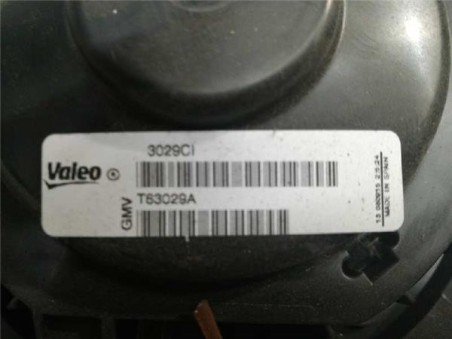 Valeo
3029CI
GMV
T63029A
MADE IN SPAIN